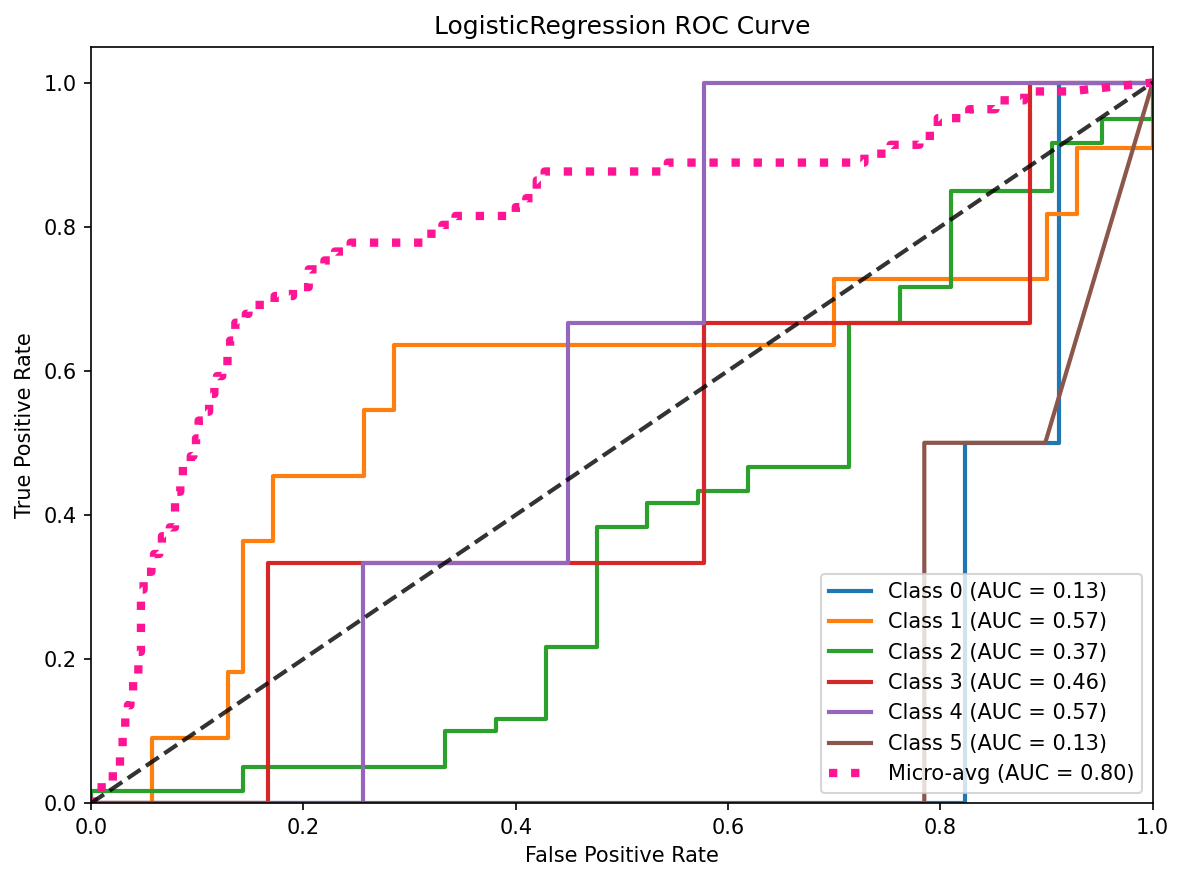 LogisticRegression ROC Curve
True Positive Rate
1.0
0.8
0.6
0.4
0.2
0.0
Class 0 (AUC = 0.13)
Class 1 (AUC = 0.57)
Class 2 (AUC = 0.37)
Class 3 (AUC = 0.46)
Class 4 (AUC = 0.57)
Class 5 (AUC = 0.13)
Micro-avg (AUC = 0.80)
0.0 0.2 0.4 0.6 0.8 1.0
False Positive Rate